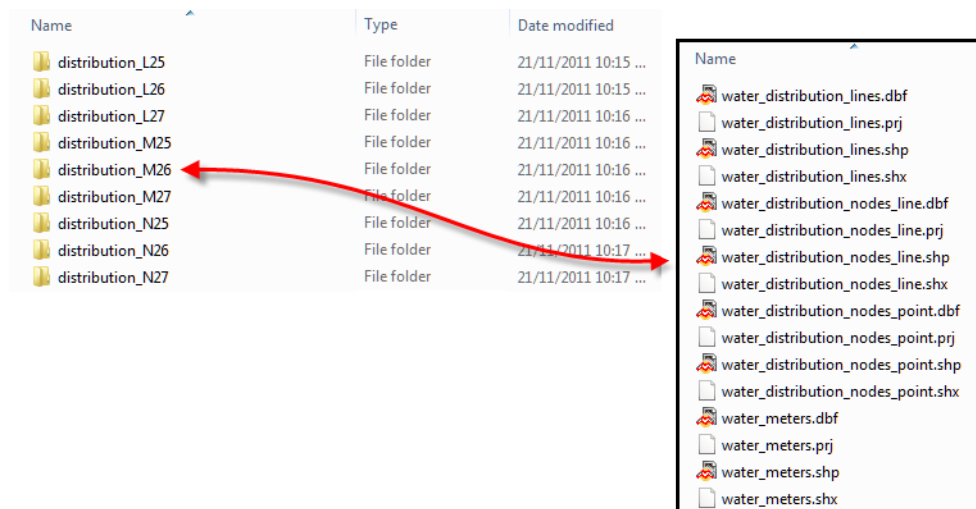 Name Type Date modified
distribution_L25 File folder 21/11/2011 10:15 ...
distribution_L26 File folder 21/11/2011 10:15 ...
distribution_L27 File folder 21/11/2011 10:16 ...
distribution_M25 File folder 21/11/2011 10:16 ...
distribution_M26 File folder 21/11/2011 10:16 ...
distribution_M27 File folder 21/11/2011 10:16 ...
distribution_N25 File folder 21/11/2011 10:16 ...
distribution_N26 File folder 21/11/2011 10:17 ...
distribution_N27 File folder 21/11/2011 10:17 ...
Name
water_distribution_lines.dbf
water_distribution_lines.prj
water_distribution_lines.shp
water_distribution_lines.shx
water_distribution_nodes_line.dbf
water_distribution_nodes_line.prj
water_distribution_nodes_line.shp
water_distribution_nodes_line.shx
water_distribution_nodes_point.dbf
water_distribution_nodes_point.prj
water_distribution_nodes_point.shp
water_distribution_nodes_point.shx
water_meters.dbf
water_meters.prj
water_meters.shp
water_meters.shx